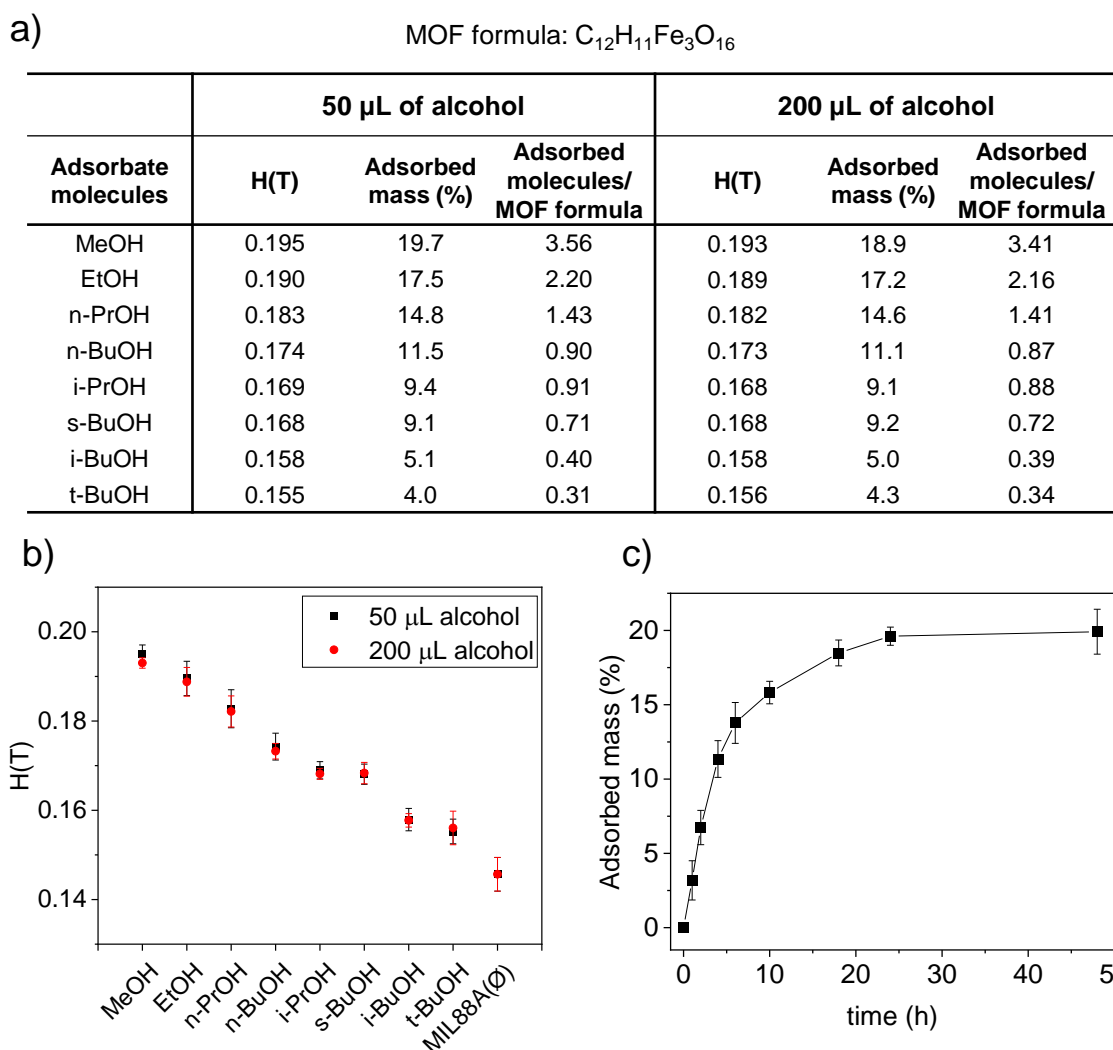 a)
MOF formula: C₁₂H₁₁Fe₃O₁₆
50 µL of alcohol 200 µL of alcohol
Adsorbate molecules H(T) Adsorbed mass (%) Adsorbed molecules/ MOF formula H(T) Adsorbed mass (%) Adsorbed molecules/ MOF formula
MeOH 0.195 19.7 3.56 0.193 18.9 3.41
EtOH 0.190 17.5 2.20 0.189 17.2 2.16
n-PrOH 0.183 14.8 1.43 0.182 14.6 1.41
n-BuOH 0.174 11.5 0.90 0.173 11.1 0.87
i-PrOH 0.169 9.4 0.91 0.168 9.1 0.88
s-BuOH 0.168 9.1 0.71 0.168 9.2 0.72
i-BuOH 0.158 5.1 0.40 0.158 5.0 0.39
t-BuOH 0.155 4.0 0.31 0.156 4.3 0.34
b)
50 µL alcohol
200 µL alcohol
H(T)
0.20
0.18
0.16
0.14
MeOH EtOH n-PrOH n-BuOH i-PrOH s-BuOH i-BuOH t-BuOH MIL88A(Ø)
c)
Adsorbed mass (%)
20
15
10
5
0
0 10 20 30 40 5
time (h)